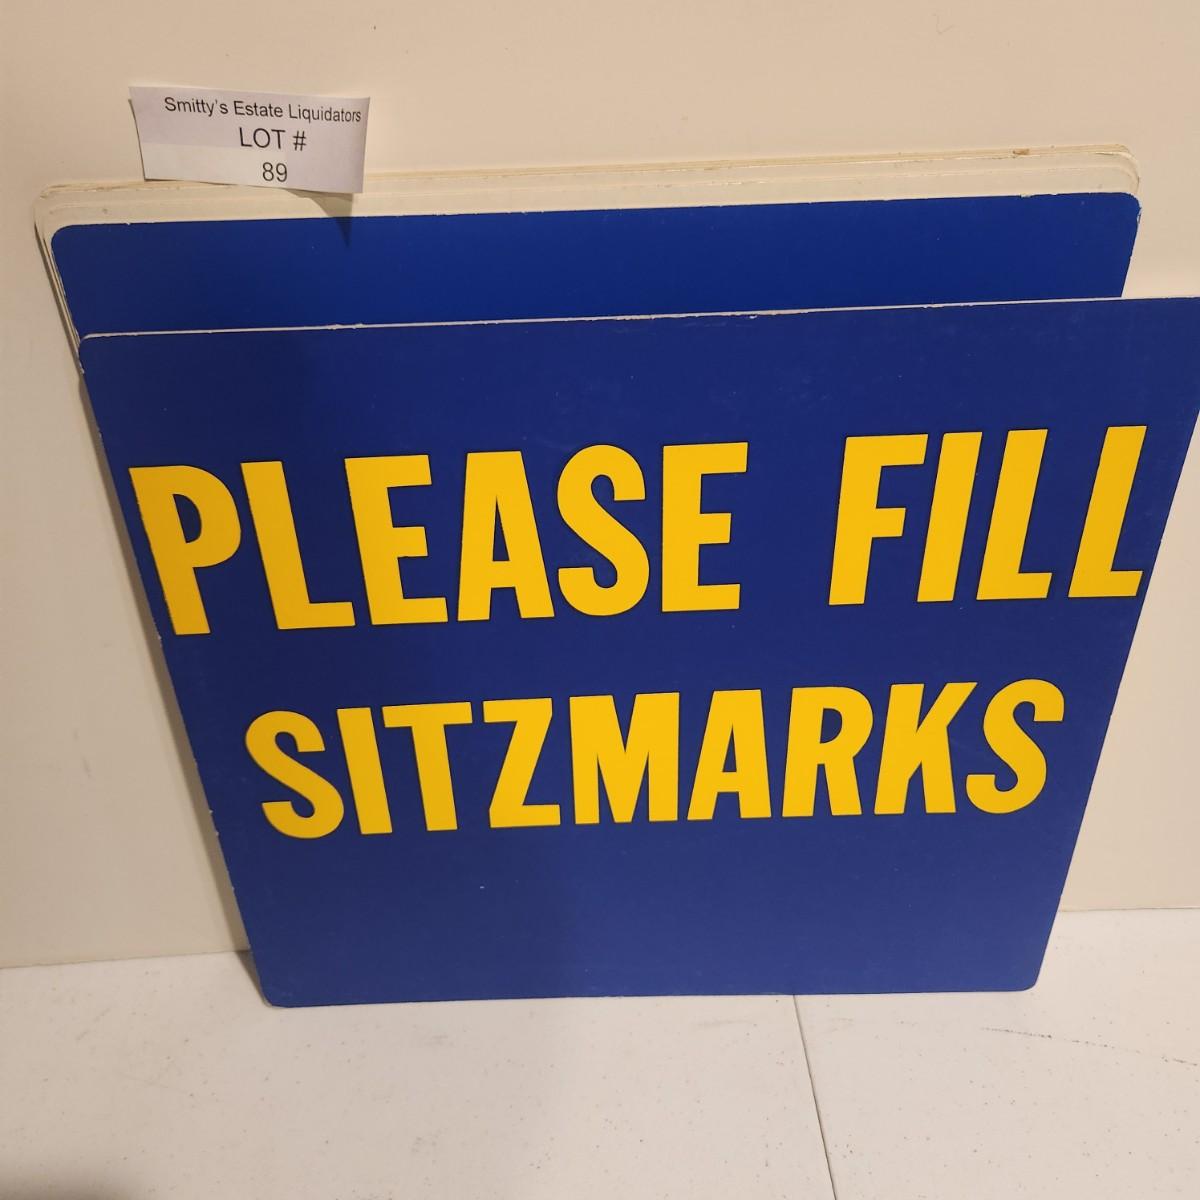 Smitty's Estate Liquidators
LOT #
89
PLEASE FILL
SITZMARKS